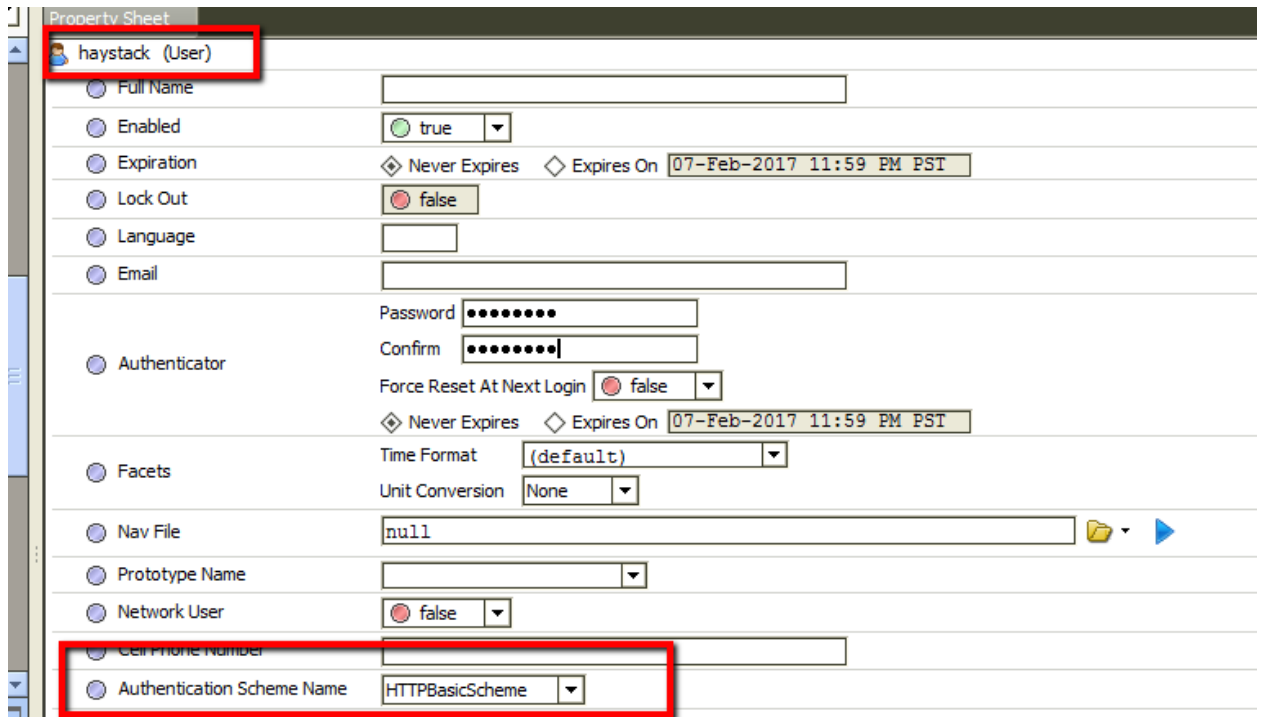 Property Sheet
haystack (User)
Full Name
Enabled true
Expiration Never Expires Expires On 07-Feb-2017 11:59 PM PST
Lock Out false
Language
Email
Password ••••••••
Confirm ••••••••
Authenticator
Force Reset At Next Login false
Never Expires Expires On 07-Feb-2017 11:59 PM PST
Time Format (default)
Facets
Unit Conversion None
Nav File null
Prototype Name
Network User false
Cell Phone Number
Authentication Scheme Name HTTPBasicScheme